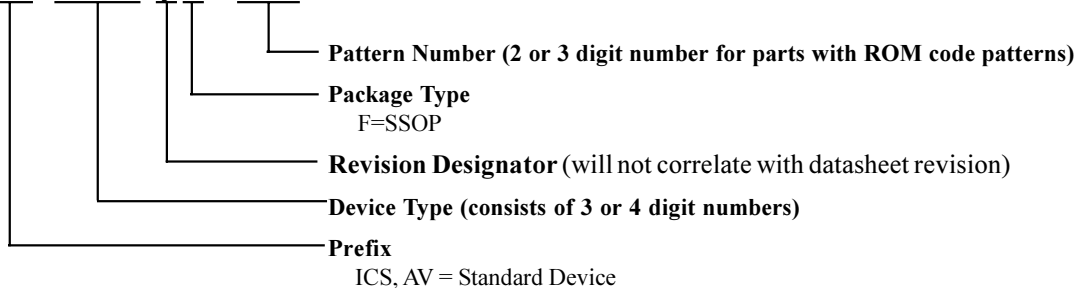 Pattern Number (2 or 3 digit number for parts with ROM code patterns)
Package Type
F=SSOP
Revision Designator (will not correlate with datasheet revision)
Device Type (consists of 3 or 4 digit numbers)
Prefix
ICS, AV = Standard Device